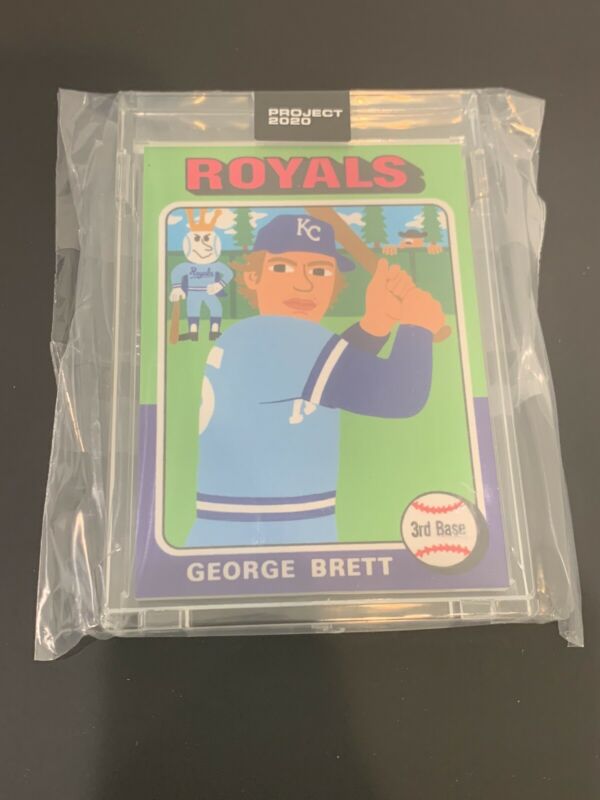 PROJECT
2020
ROYALS
KC
Royals
3rd Base
GEORGE BRETT